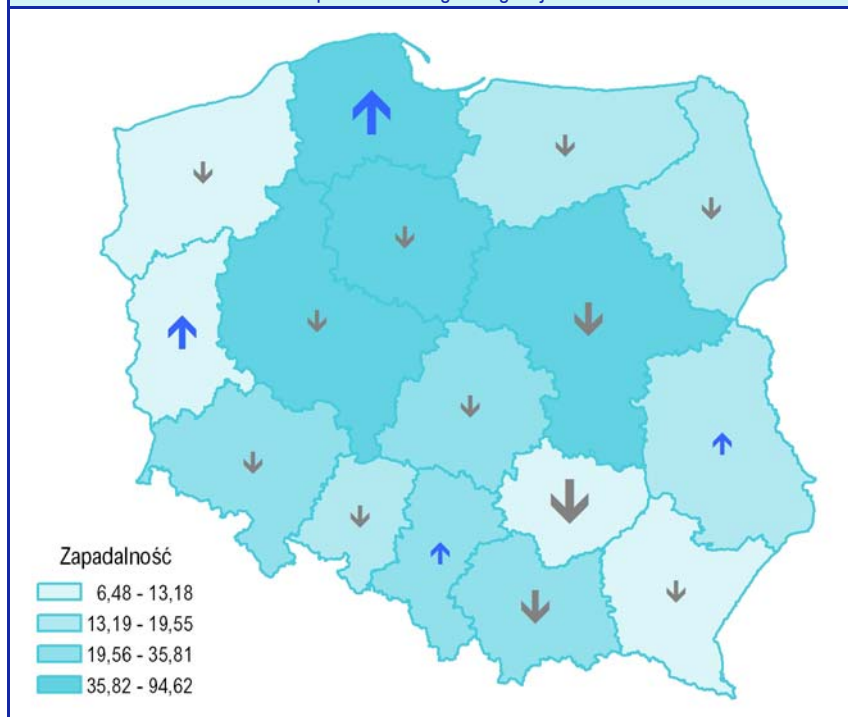 Zapadalność
6,48 - 13,18
13,19 - 19,55
19,56 - 35,81
35,82 - 94,62